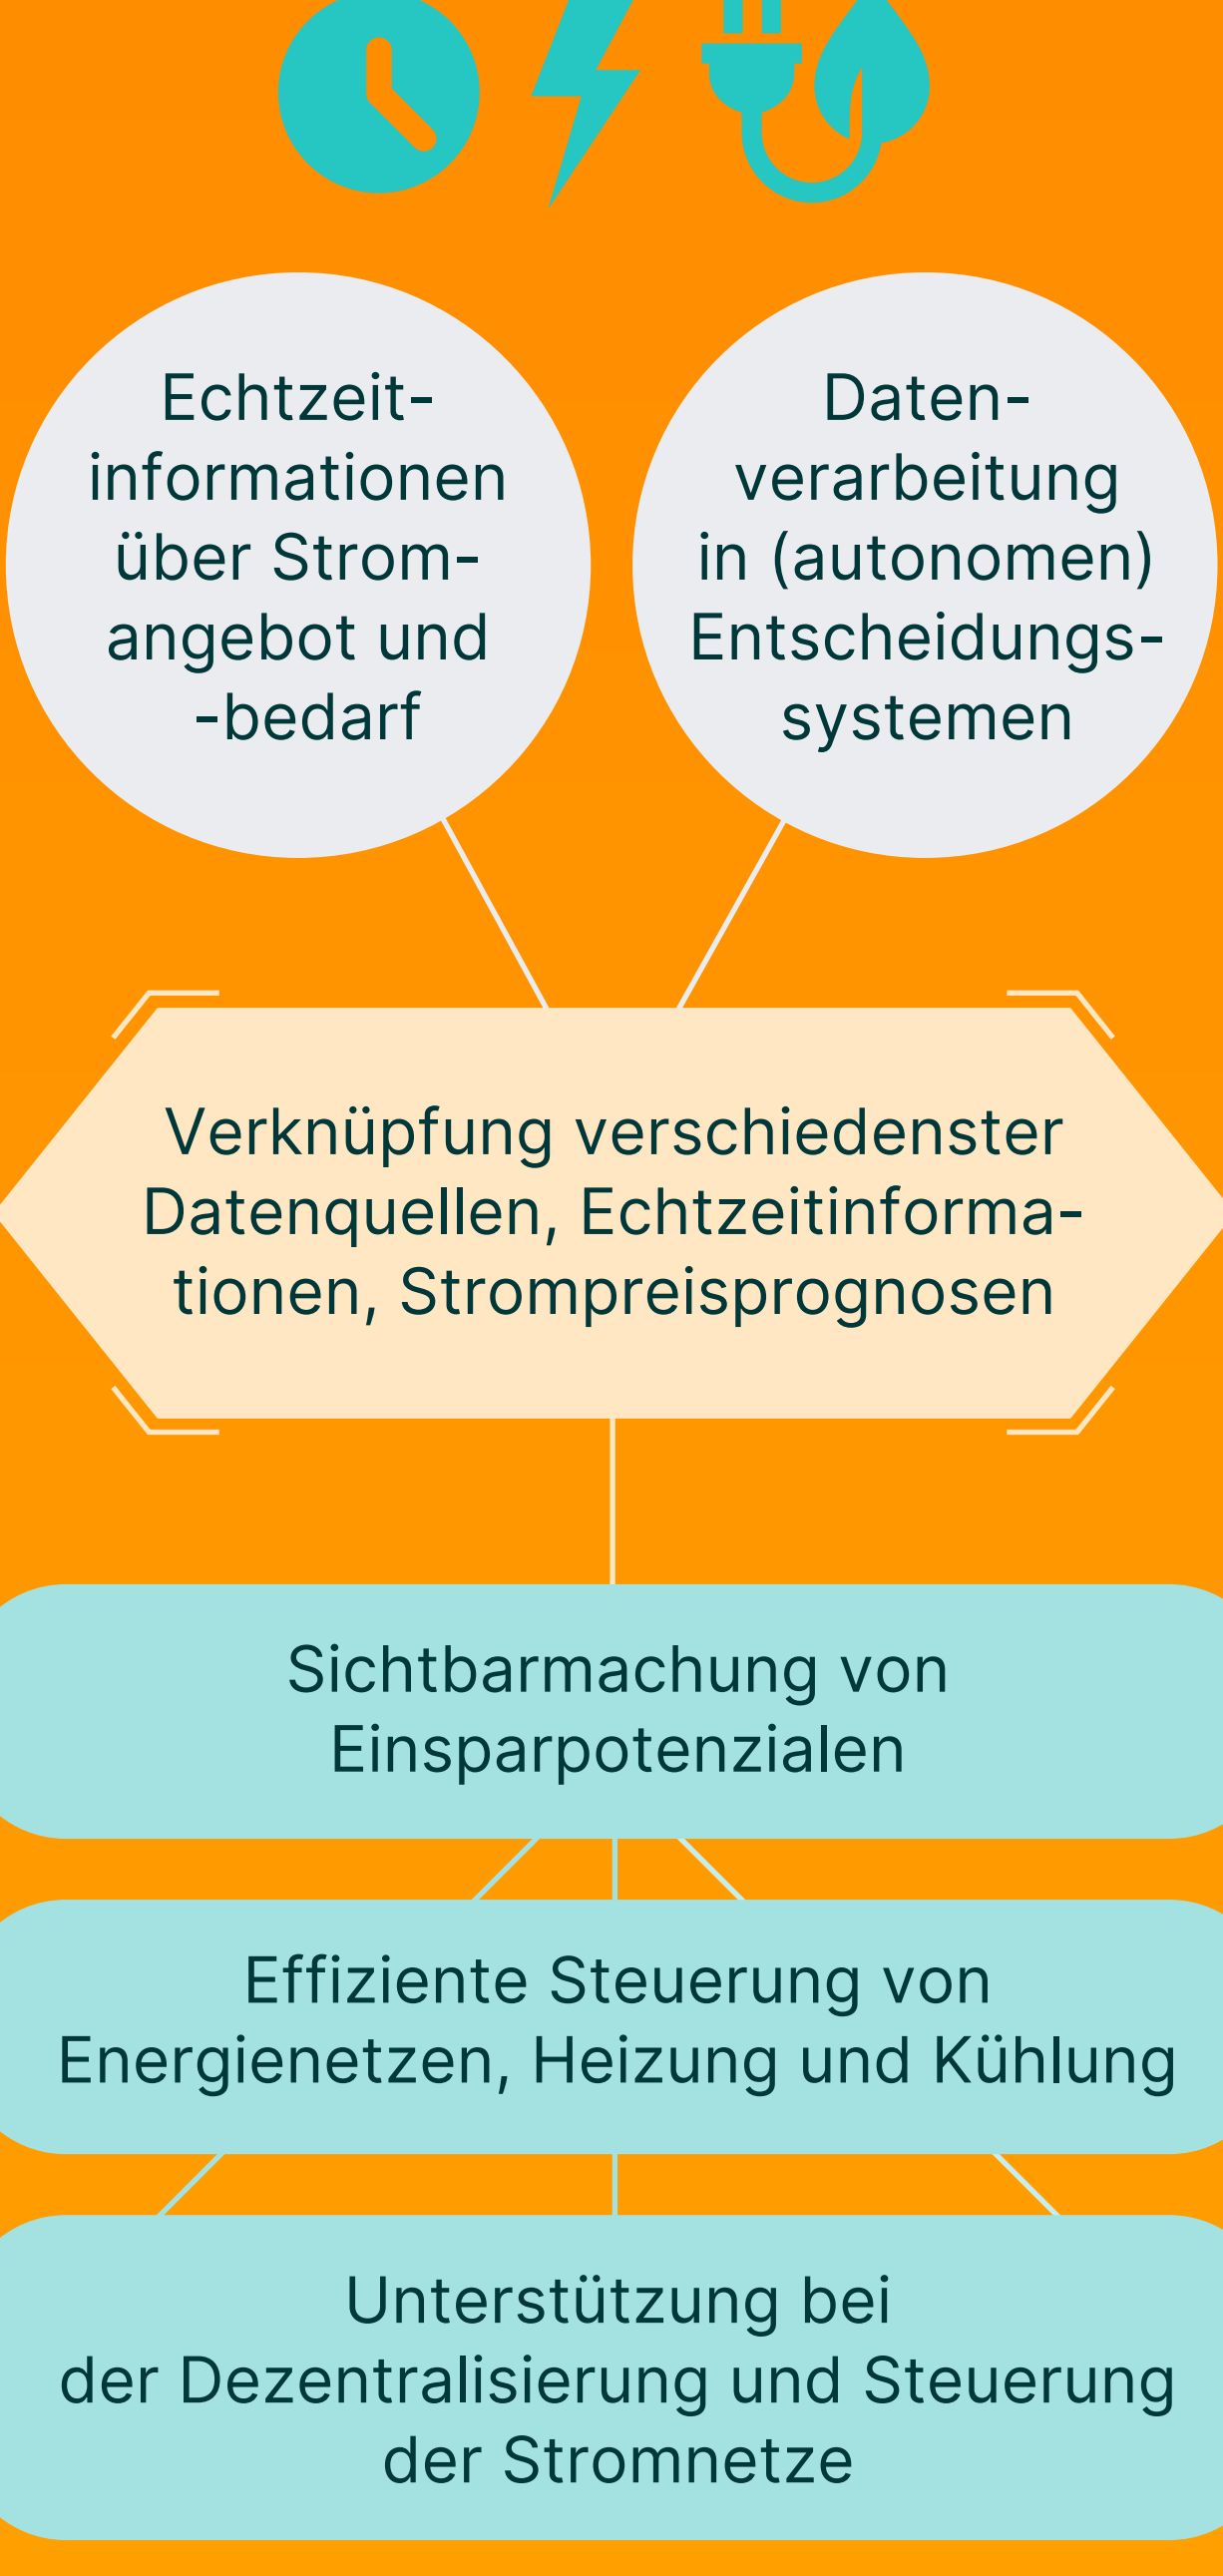 Echtzeit-
informationen
über Strom-
angebot und
-bedarf
Daten-
verarbeitung
in (autonomen)
Entscheidungs-
systemen
Verknüpfung verschiedenster
Datenquellen, Echtzeitinforma-
tionen, Strompreisprognosen
Sichtbarmachung von
Einsparpotenzialen
Effiziente Steuerung von
Energienetzen, Heizung und Kühlung
Unterstützung bei
der Dezentralisierung und Steuerung
der Stromnetze